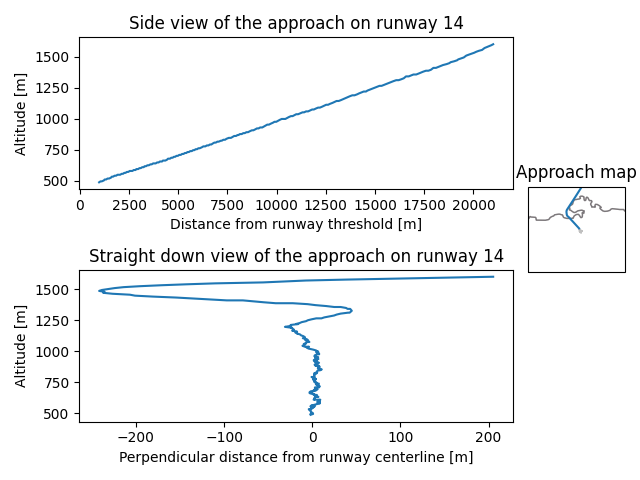 Side view of the approach on runway 14
1500
1250
1000
750
500
Altitude [m]
0 2500 5000 7500 10000 12500 15000 17500 20000
Distance from runway threshold [m]
Approach map
Straight down view of the approach on runway 14
1500
1250
1000
750
500
Altitude [m]
−200 −100 0 100 200
Perpendicular distance from runway centerline [m]